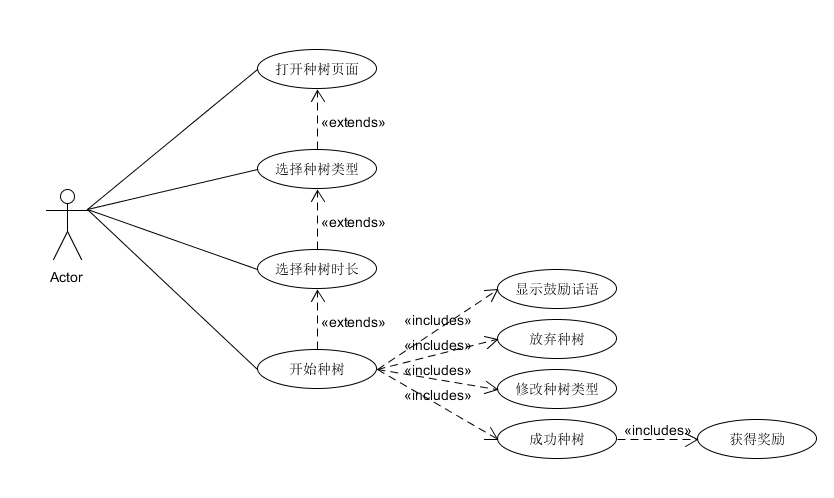 打开种树页面
«extends»
选择种树类型
«extends»
Actor
选择种树时长
«extends»
显示鼓励话语
«includes»
放弃种树
«includes»
开始种树
«includes»
修改种树类型
«includes»
成功种树
«includes»
获得奖励